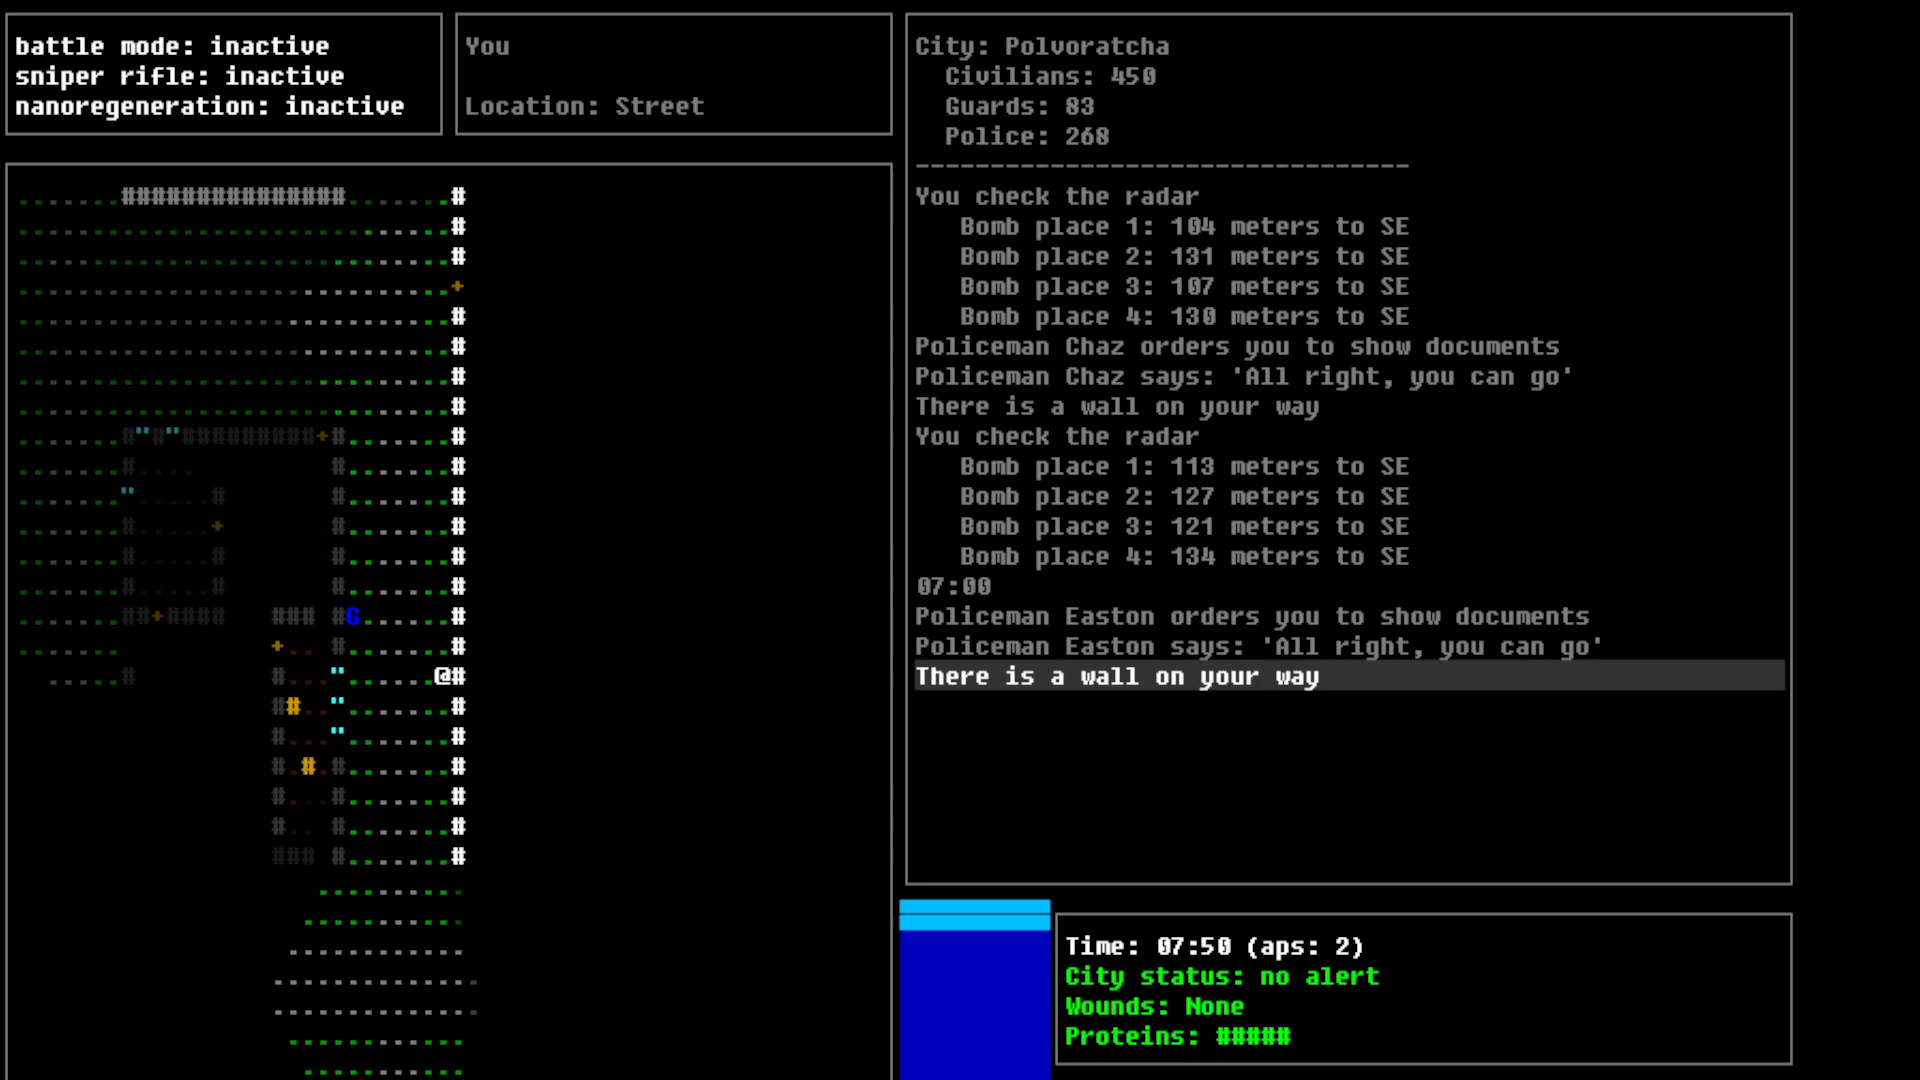 battle mode: inactive
sniper rifle: inactive
nanoregeneration: inactive
You
Location: Street
City: Polvoratcha
Civilians: 450
Guards: 83
Police: 268
---------------------------------
You check the radar
Bomb place 1: 104 meters to SE
Bomb place 2: 131 meters to SE
Bomb place 3: 107 meters to SE
Bomb place 4: 130 meters to SE
Policeman Chaz orders you to show documents
Policeman Chaz says: 'All right, you can go'
There is a wall on your way
You check the radar
Bomb place 1: 113 meters to SE
Bomb place 2: 127 meters to SE
Bomb place 3: 121 meters to SE
Bomb place 4: 134 meters to SE
07:00
Policeman Easton orders you to show documents
Policeman Easton says: 'All right, you can go'
There is a wall on your way
Time: 07:50 (aps: 2)
City status: no alert
Wounds: None
Proteins: #####